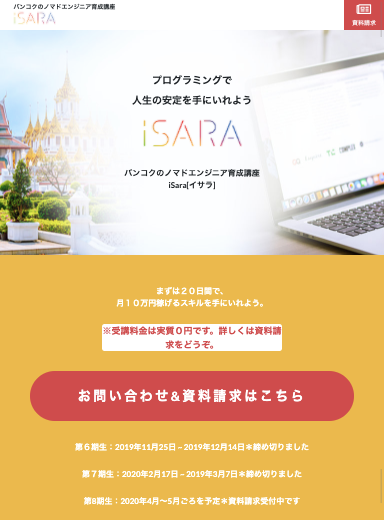 バンコクのノマドエンジニア育成講座
iSARA
資料請求
プログラミングで
人生の安定を手にいれよう
iSARA
バンコクのノマドエンジニア育成講座
iSara[イサラ]
まずは２０日間で、
月１０万円稼げるスキルを手にいれよう。
※受講料金は実質０円です。詳しくは資料請
求をどうぞ。
お問い合わせ&資料請求はこちら
第６期生：2019年11月25日 – 2019年12月14日＊締め切りました
第７期生：2020年2月17日 – 2019年3月7日＊締め切りました
第8期生：2020年4月〜5月ごろを予定＊資料請求受付中です